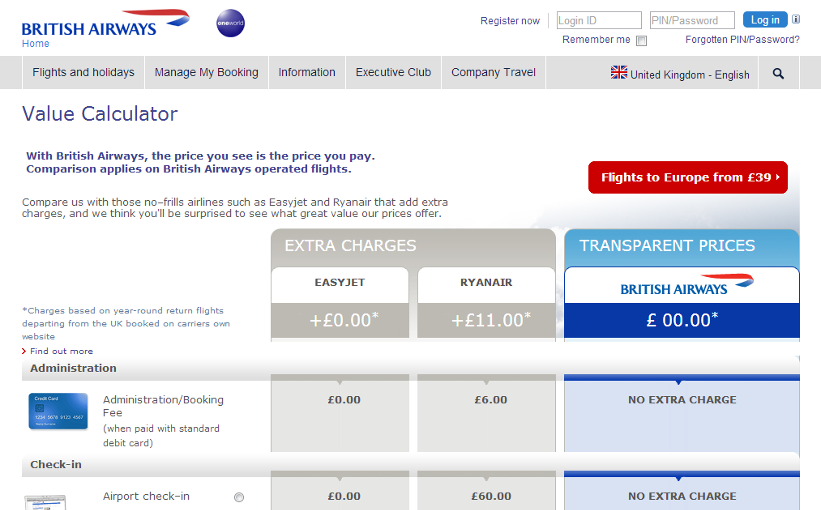 BRITISH AIRWAYS
oneworld
Home
Register now
Login ID
PIN/Password
Log in
Remember me
Forgotten PIN/Password?
Flights and holidays
Manage My Booking
Information
Executive Club
Company Travel
United Kingdom - English
Value Calculator
With British Airways, the price you see is the price you pay.
Comparison applies on British Airways operated flights.
Flights to Europe from £39
Compare us with those no–frills airlines such as Easyjet and Ryanair that add extra
charges, and we think you'll be surprised to see what great value our prices offer.
EXTRA CHARGES
TRANSPARENT PRICES
EASYJET
RYANAIR
BRITISH AIRWAYS
+£0.00*
+£11.00*
£ 00.00*
*Charges based on year-round return flights
departing from the UK booked on carriers own
website
Find out more
Administration
Credit Card
1234 5678 9123 4567
Administration/Booking
Fee
(when paid with standard
debit card)
£0.00
£6.00
NO EXTRA CHARGE
Check-in
Airport check–in
£0.00
£60.00
NO EXTRA CHARGE